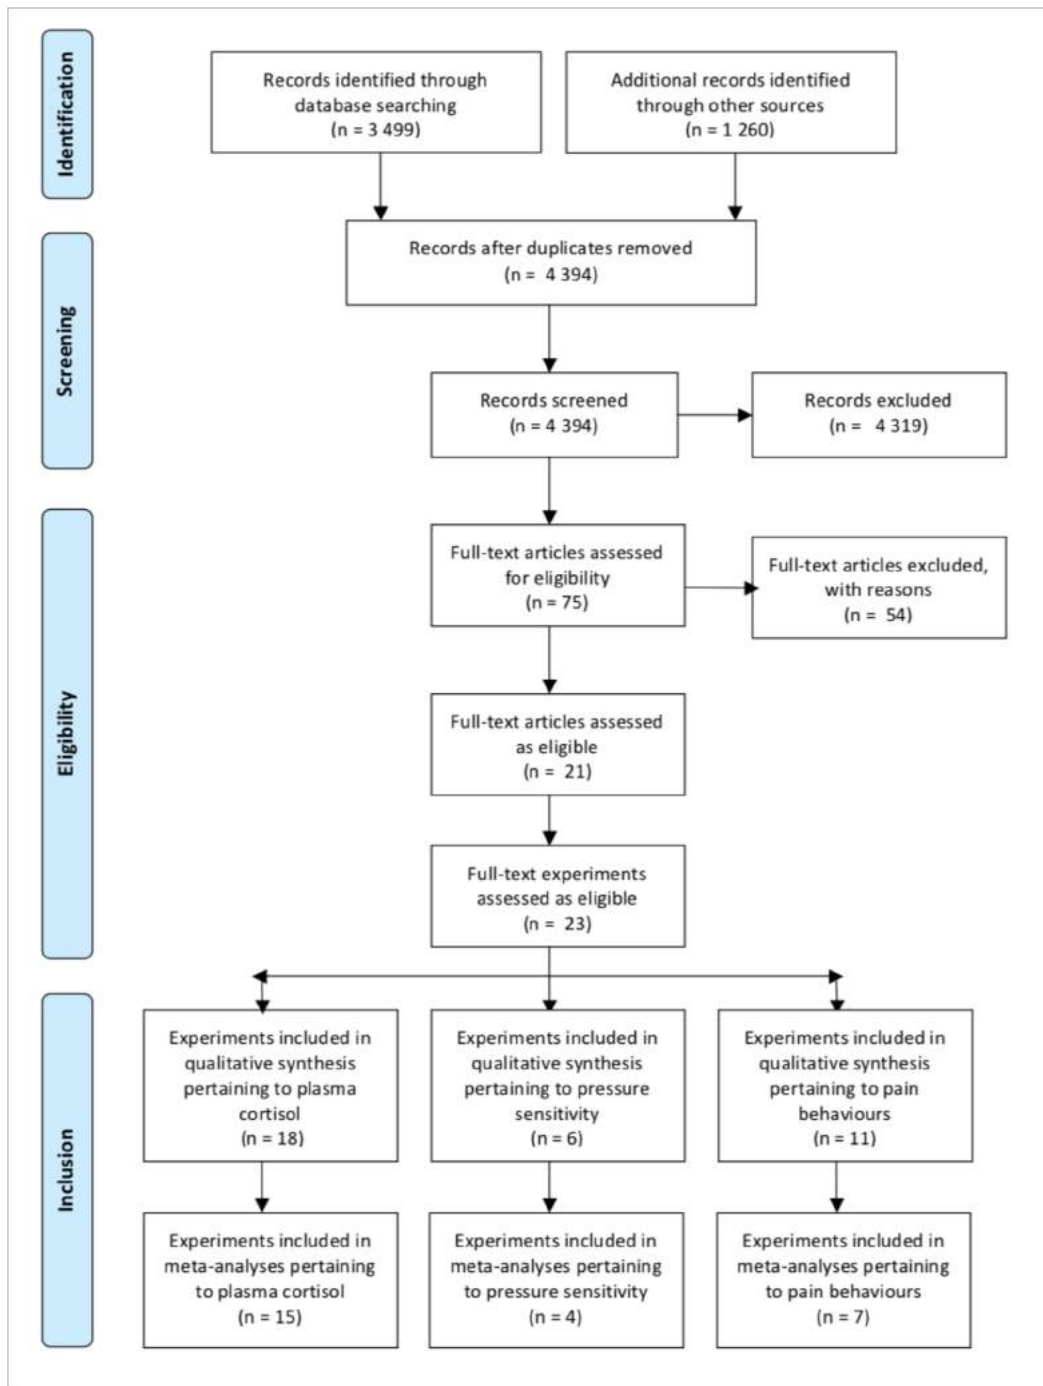 Identification
Records identified through
database searching
(n = 3 499)
Additional records identified
through other sources
(n = 1 260)
Screening
Records after duplicates removed
(n = 4 394)
Records screened
(n = 4 394)
Records excluded
(n = 4 319)
Eligibility
Full-text articles assessed
for eligibility
(n = 75)
Full-text articles excluded,
with reasons
(n = 54)
Full-text articles assessed
as eligible
(n = 21)
Full-text experiments
assessed as eligible
(n = 23)
Inclusion
Experiments included in
qualitative synthesis
pertaining to plasma
cortisol
(n = 18)
Experiments included in
qualitative synthesis
pertaining to pressure
sensitivity
(n = 6)
Experiments included in
qualitative synthesis
pertaining to pain
behaviours
(n = 11)
Experiments included in
meta-analyses pertaining
to plasma cortisol
(n = 15)
Experiments included in
meta-analyses pertaining
to pressure sensitivity
(n = 4)
Experiments included in
meta-analyses pertaining
to pain behaviours
(n = 7)